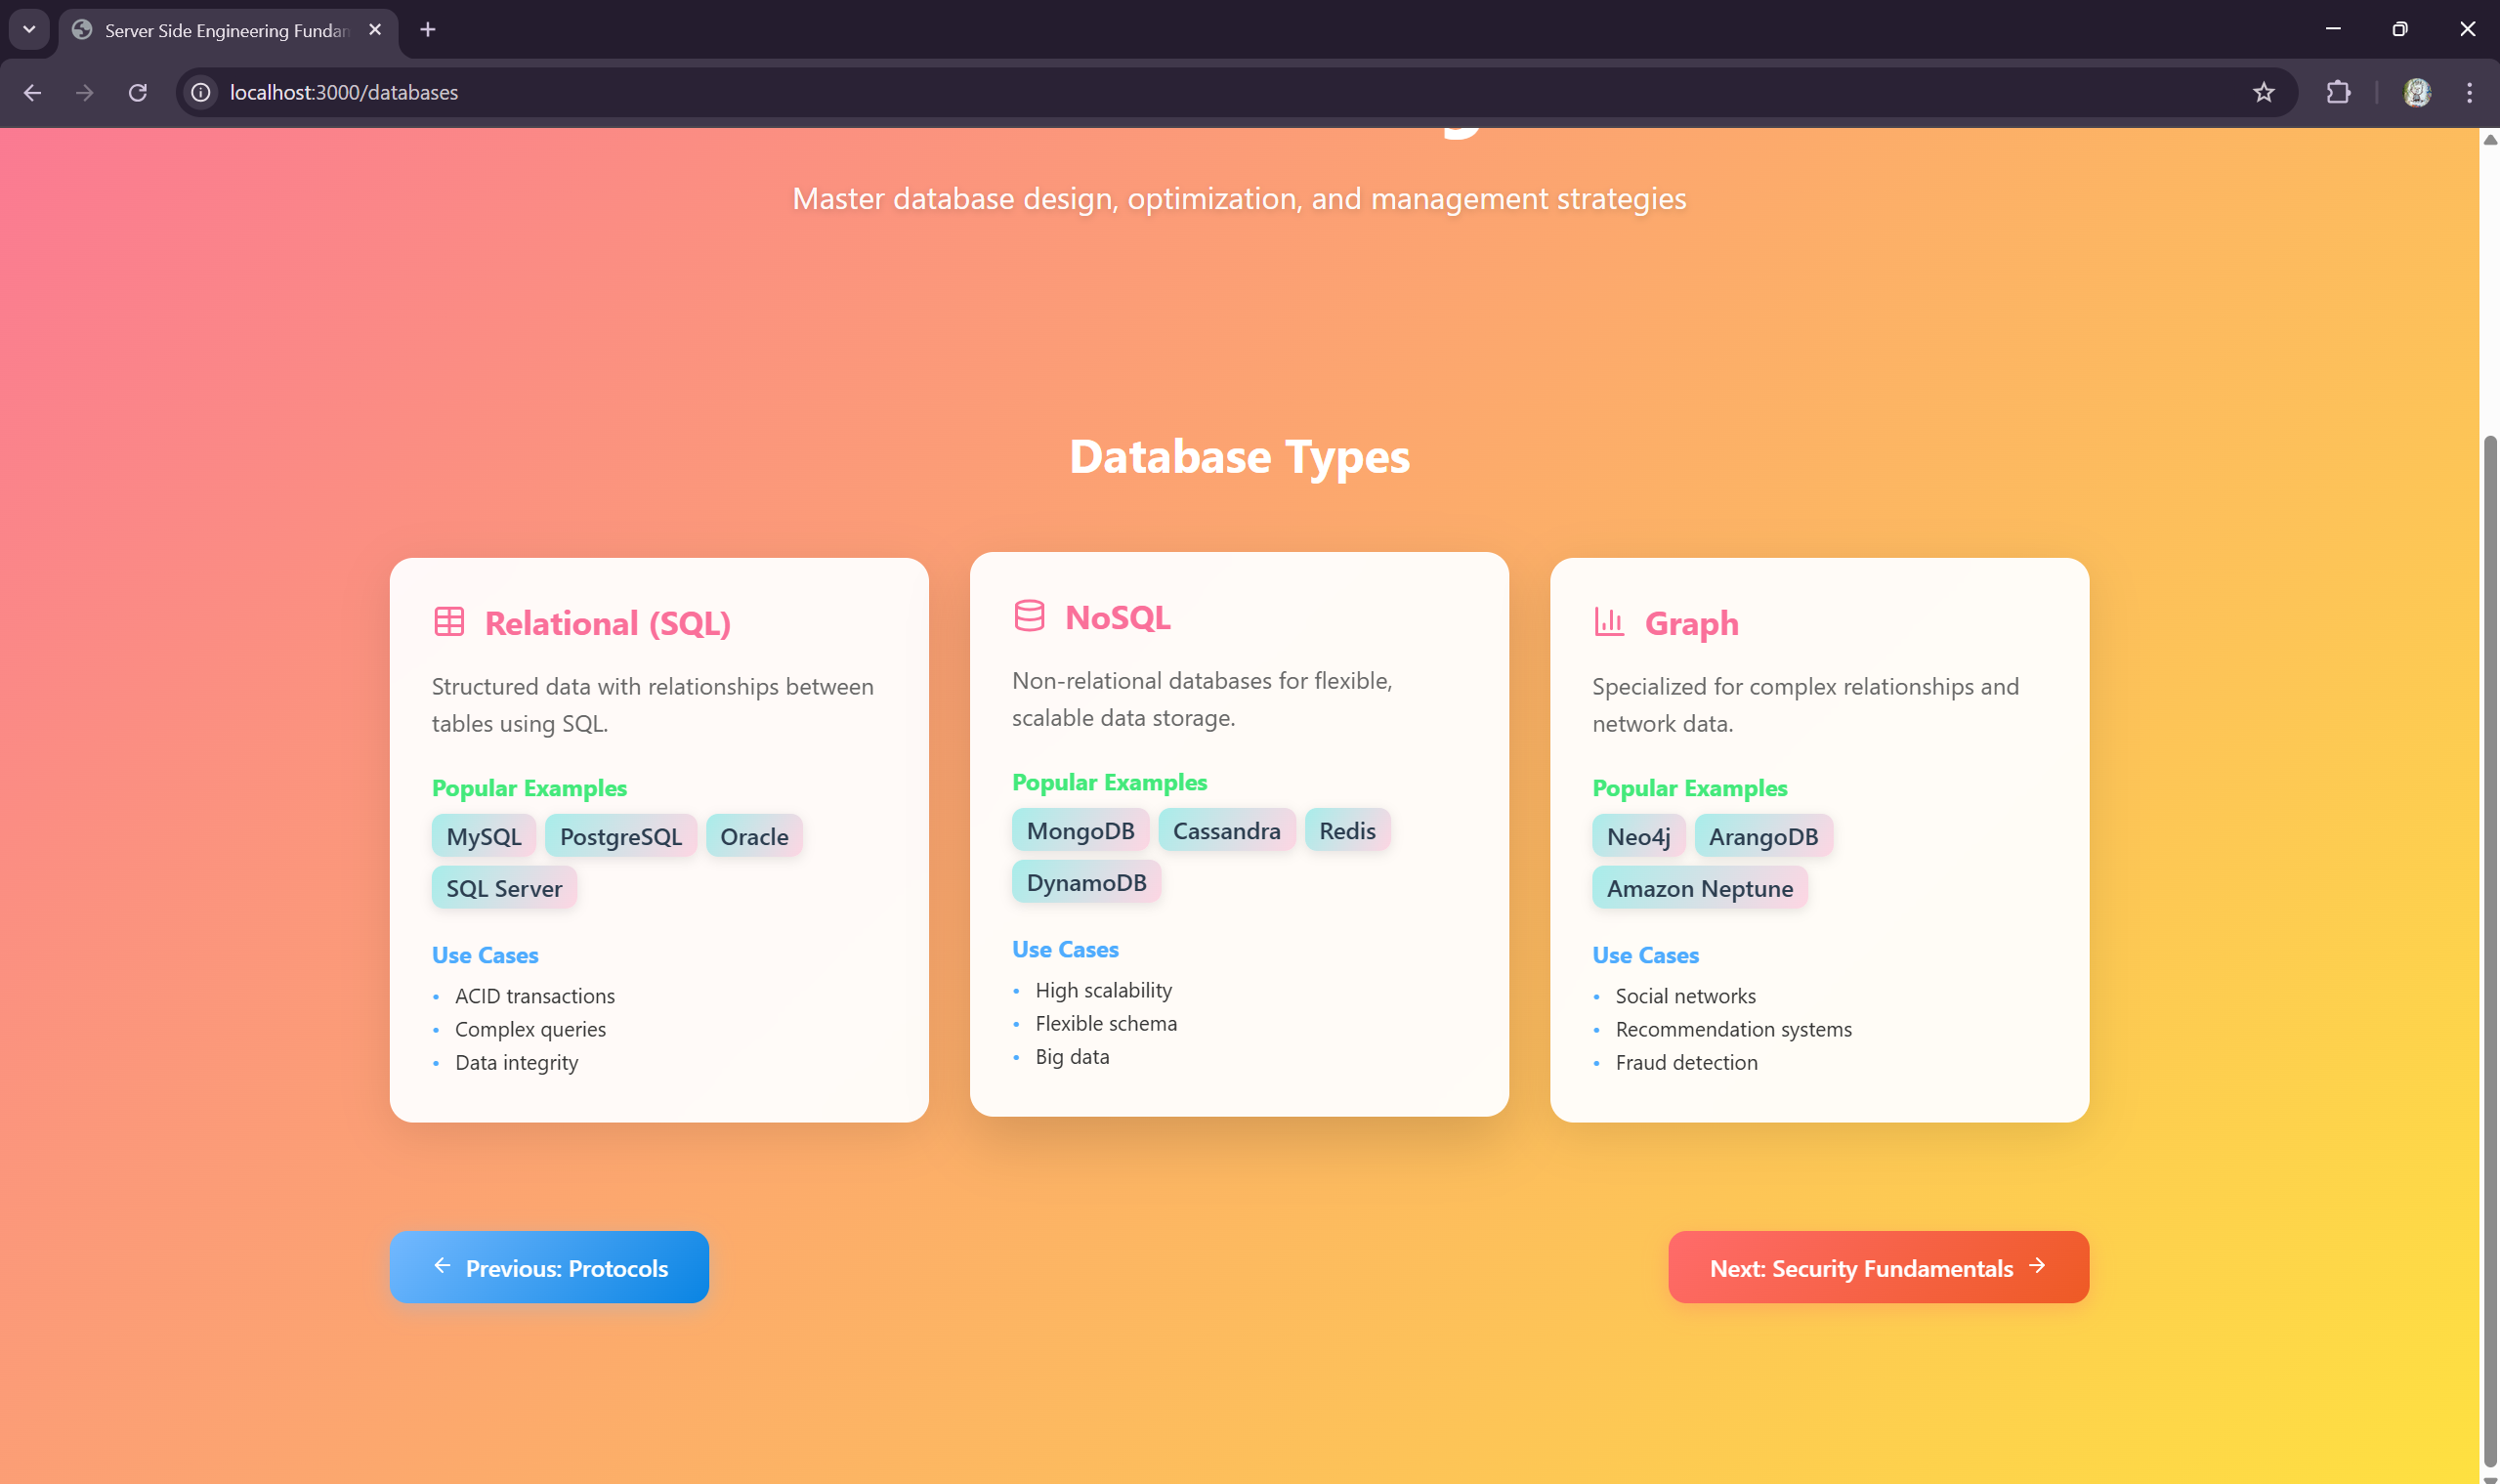 Server Side Engineering Fundam
localhost:3000/databases
Master database design, optimization, and management strategies
Database Types
Relational (SQL)
Structured data with relationships between
tables using SQL.
Popular Examples
MySQL PostgreSQL Oracle
SQL Server
Use Cases
• ACID transactions
• Complex queries
• Data integrity
NoSQL
Non-relational databases for flexible,
scalable data storage.
Popular Examples
MongoDB Cassandra Redis
DynamoDB
Use Cases
• High scalability
• Flexible schema
• Big data
Graph
Specialized for complex relationships and
network data.
Popular Examples
Neo4j ArangoDB
Amazon Neptune
Use Cases
• Social networks
• Recommendation systems
• Fraud detection
← Previous: Protocols
Next: Security Fundamentals →